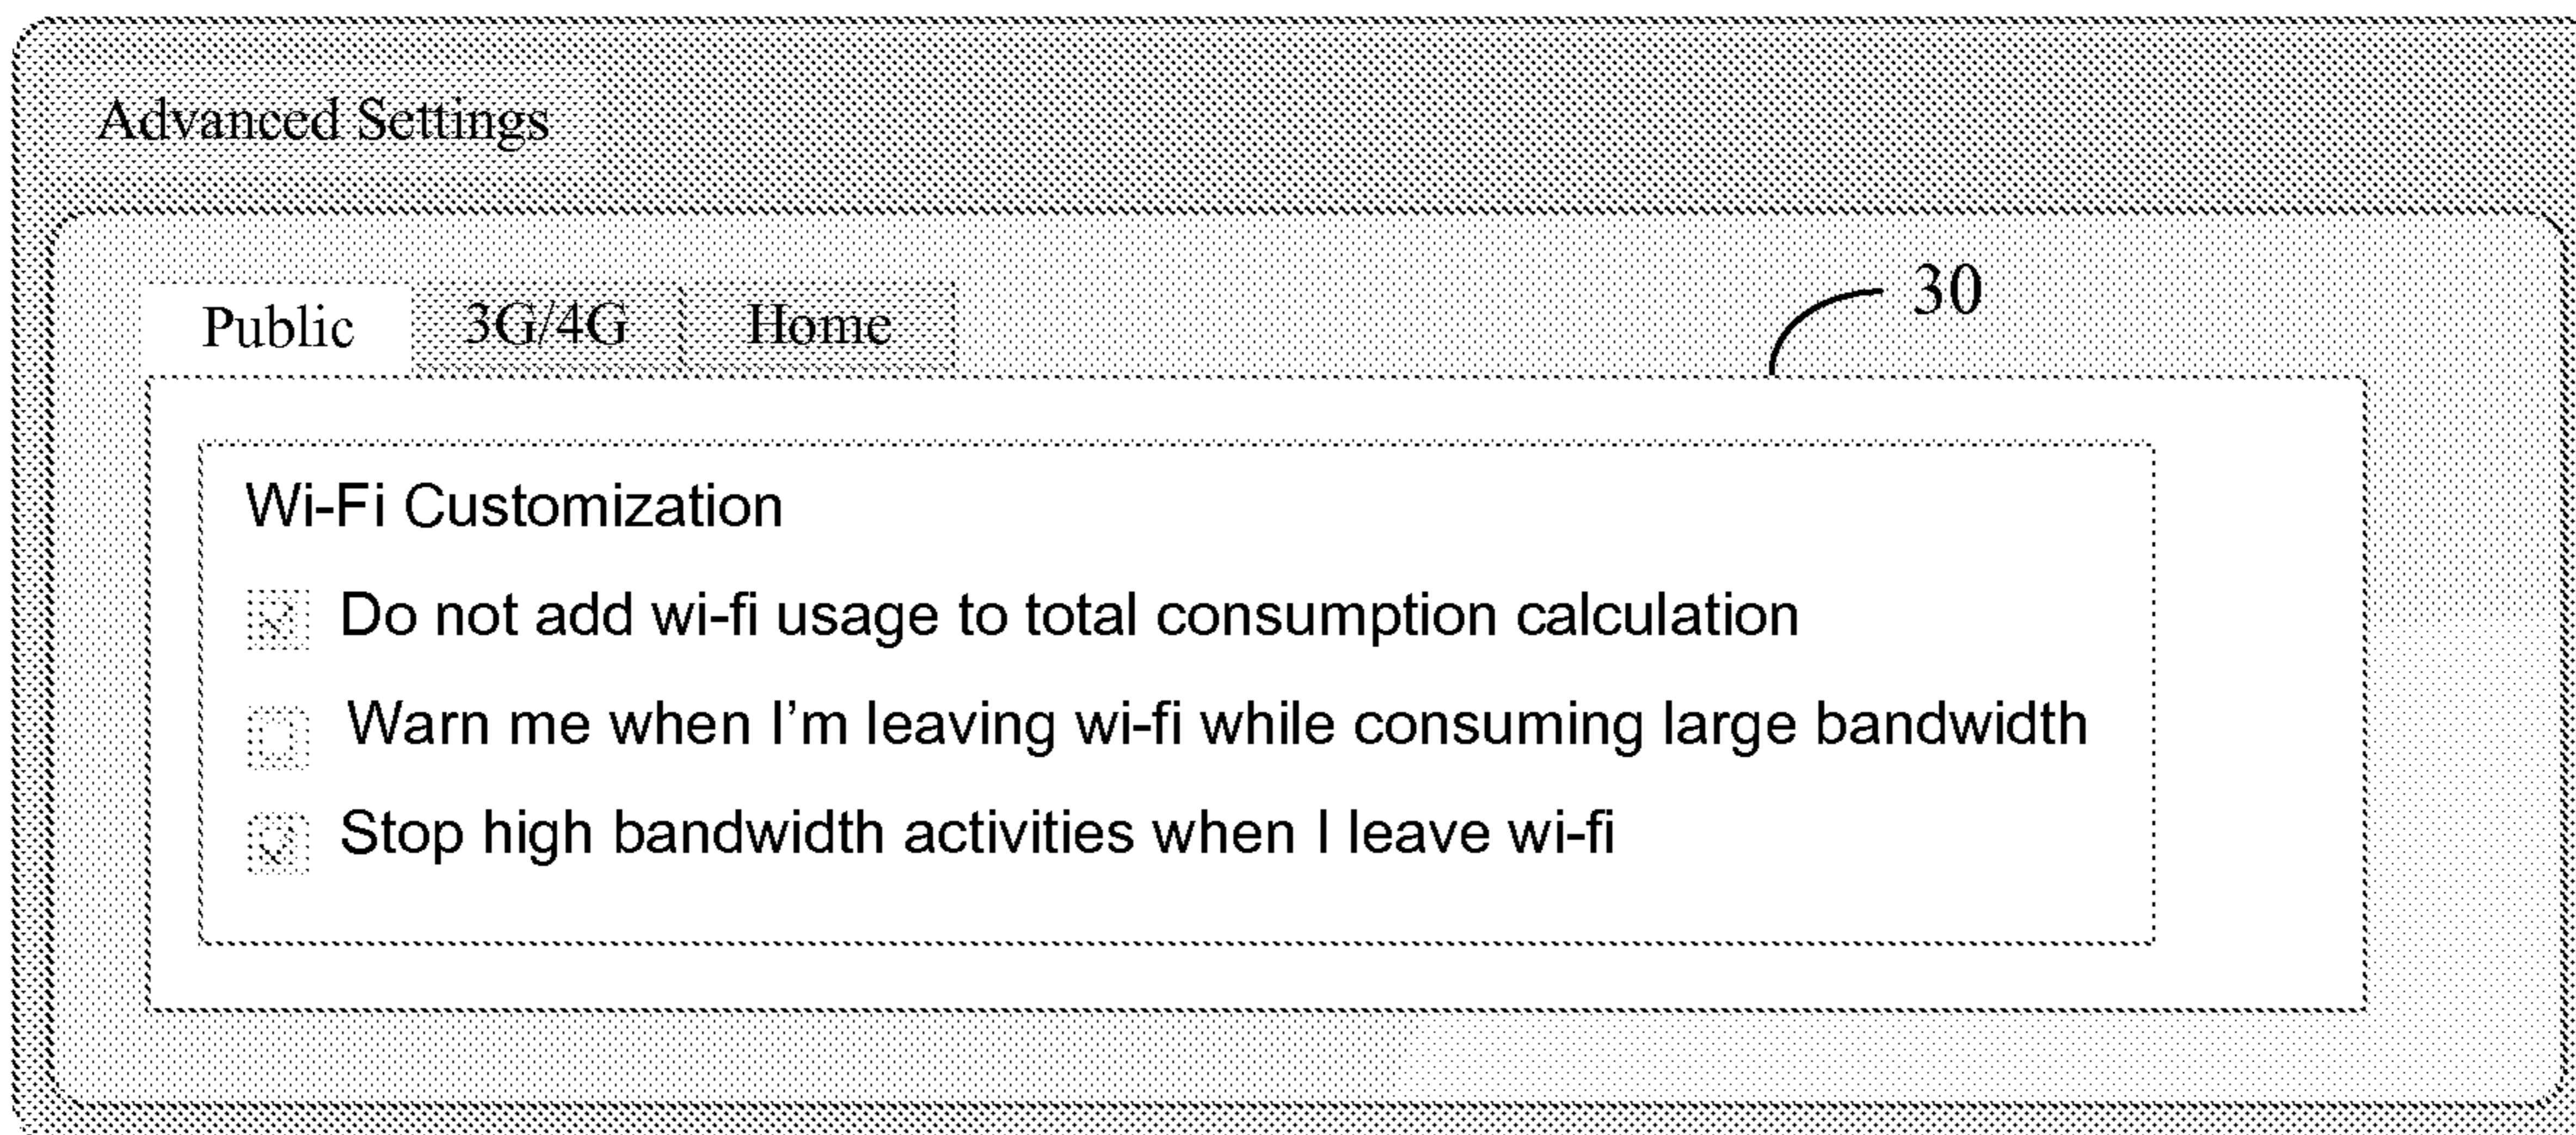 Advanced Settings
30
Public 3G/4G Home
Wi-Fi Customization
Do not add wi-fi usage to total consumption calculation
Warn me when I’m leaving wi-fi while consuming large bandwidth
Stop high bandwidth activities when I leave wi-fi